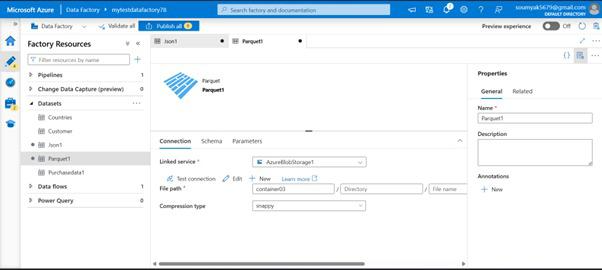 Microsoft Azure
Data Factory
mytestdatafactory78
Search factory and documentation
soumyak5679@gmail.com
DEFAULT DIRECTORY
Data Factory
Validate all
Publish all
Preview experience
Off
Factory Resources
Filter resources by name
Pipelines 1
Change Data Capture (preview) 0
Datasets
Countries
Customer
Json1
Parquet1
Purchasedata1
Data flows 1
Power Query 0
Json1
Parquet1
Parquet
Parquet1
Connection Schema Parameters
Linked service *
AzureBlobStorage1
Test connection Edit New Learn more
File path *
container03 / Directory / File name
Compression type
snappy
Properties
General Related
Name *
Parquet1
Description
Annotations
New